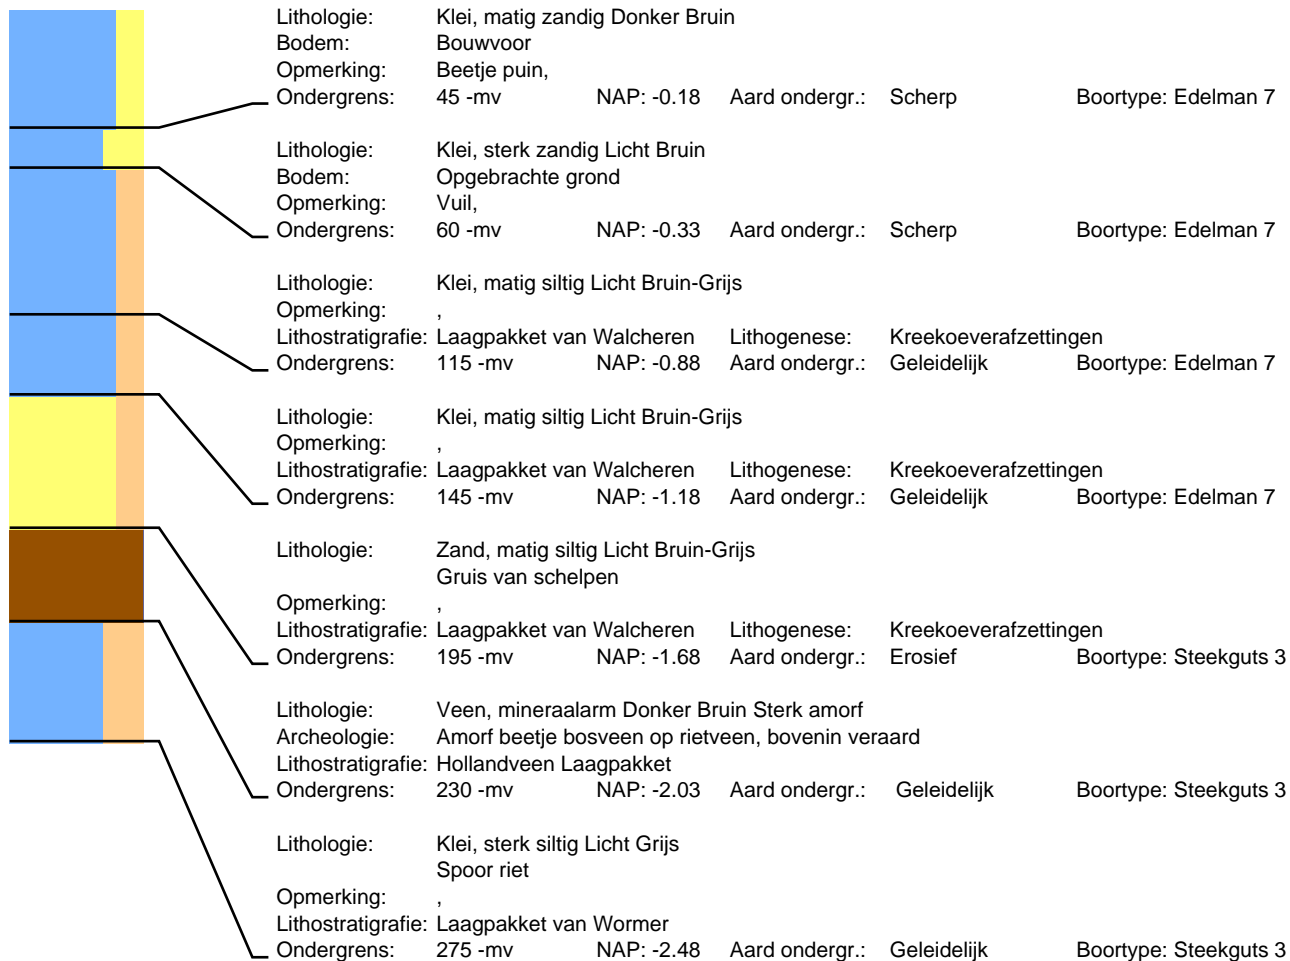 Lithologie: Klei, matig zandig Donker Bruin
Bodem: Bouwvoor
Opmerking: Beetje puin,
Ondergrens: 45 -mv NAP: -0.18 Aard ondergr.: Scherp Boortype: Edelman 7
Lithologie: Klei, sterk zandig Licht Bruin
Bodem: Opgebrachte grond
Opmerking: Vuil,
Ondergrens: 60 -mv NAP: -0.33 Aard ondergr.: Scherp Boortype: Edelman 7
Lithologie: Klei, matig siltig Licht Bruin-Grijs
Opmerking: ,
Lithostratigrafie: Laagpakket van Walcheren Lithogenese: Kreekoeverafzettingen
Ondergrens: 115 -mv NAP: -0.88 Aard ondergr.: Geleidelijk Boortype: Edelman 7
Lithologie: Klei, matig siltig Licht Bruin-Grijs
Opmerking: ,
Lithostratigrafie: Laagpakket van Walcheren Lithogenese: Kreekoeverafzettingen
Ondergrens: 145 -mv NAP: -1.18 Aard ondergr.: Geleidelijk Boortype: Edelman 7
Lithologie: Zand, matig siltig Licht Bruin-Grijs
Gruis van schelpen
Opmerking: ,
Lithostratigrafie: Laagpakket van Walcheren Lithogenese: Kreekoeverafzettingen
Ondergrens: 195 -mv NAP: -1.68 Aard ondergr.: Erosief Boortype: Steekguts 3
Lithologie: Veen, mineraalarm Donker Bruin Sterk amorf
Archeologie: Amorf beetje bosveen op rietveen, bovenin veraard
Lithostratigrafie: Hollandveen Laagpakket
Ondergrens: 230 -mv NAP: -2.03 Aard ondergr.: Geleidelijk Boortype: Steekguts 3
Lithologie: Klei, sterk siltig Licht Grijs
Spoor riet
Opmerking: ,
Lithostratigrafie: Laagpakket van Wormer
Ondergrens: 275 -mv NAP: -2.48 Aard ondergr.: Geleidelijk Boortype: Steekguts 3